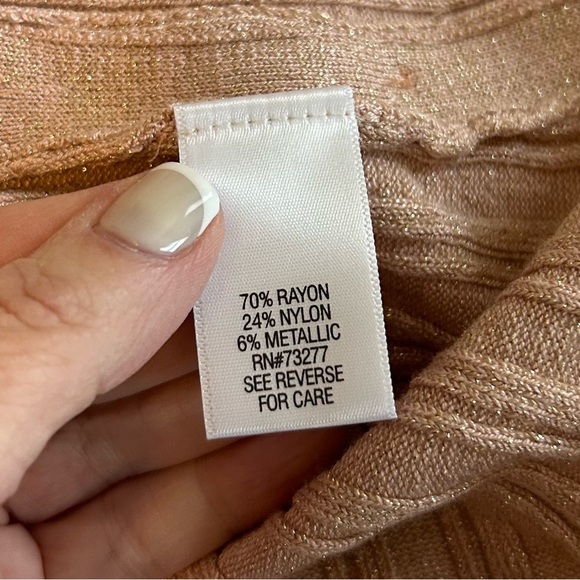 70% RAYON
24% NYLON
6% METALLIC
RN#73277
SEE REVERSE
FOR CARE